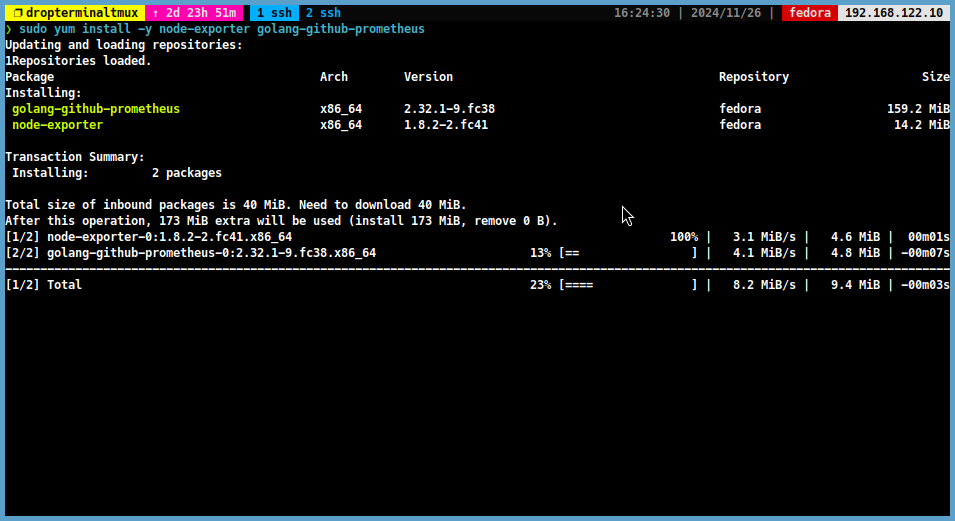 ❐ dropterminaltmux ↑ 2d 23h 51m 1 ssh 2 ssh 16:24:30 | 2024/11/26 | fedora 192.168.122.10
❯ sudo yum install -y node-exporter golang-github-prometheus
Updating and loading repositories:
1Repositories loaded.
Package Arch Version Repository Size
Installing:
golang-github-prometheus x86_64 2.32.1-9.fc38 fedora 159.2 MiB
node-exporter x86_64 1.8.2-2.fc41 fedora 14.2 MiB
Transaction Summary:
Installing: 2 packages
Total size of inbound packages is 40 MiB. Need to download 40 MiB.
After this operation, 173 MiB extra will be used (install 173 MiB, remove 0 B).
[1/2] node-exporter-0:1.8.2-2.fc41.x86_64 100% | 3.1 MiB/s | 4.6 MiB | 00m01s
[2/2] golang-github-prometheus-0:2.32.1-9.fc38.x86_64 13% [== ] | 4.1 MiB/s | 4.8 MiB | -00m07s
[1/2] Total 23% [==== ] | 8.2 MiB/s | 9.4 MiB | -00m03s